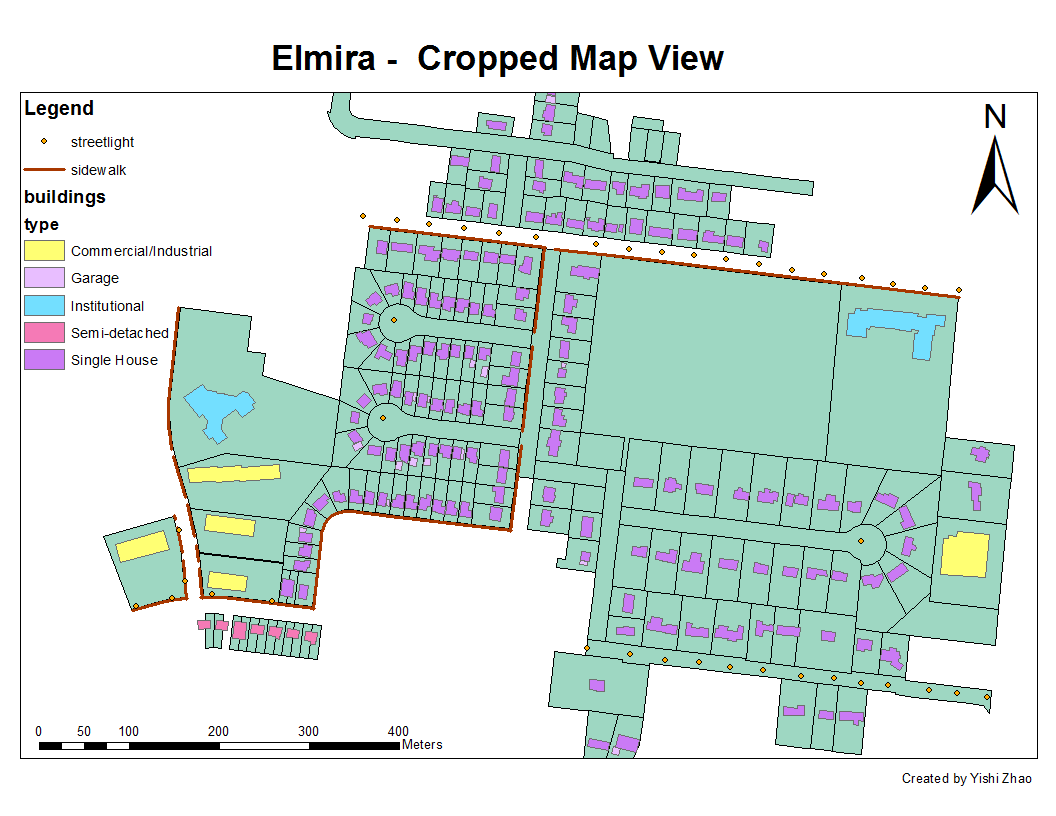 Elmira -  Cropped Map View
Legend
streetlight
sidewalk
buildings
type
Commercial/Industrial
Garage
Institutional
Semi-detached
Single House
N
0 50 100 200 300 400
Meters
Created by Yishi Zhao